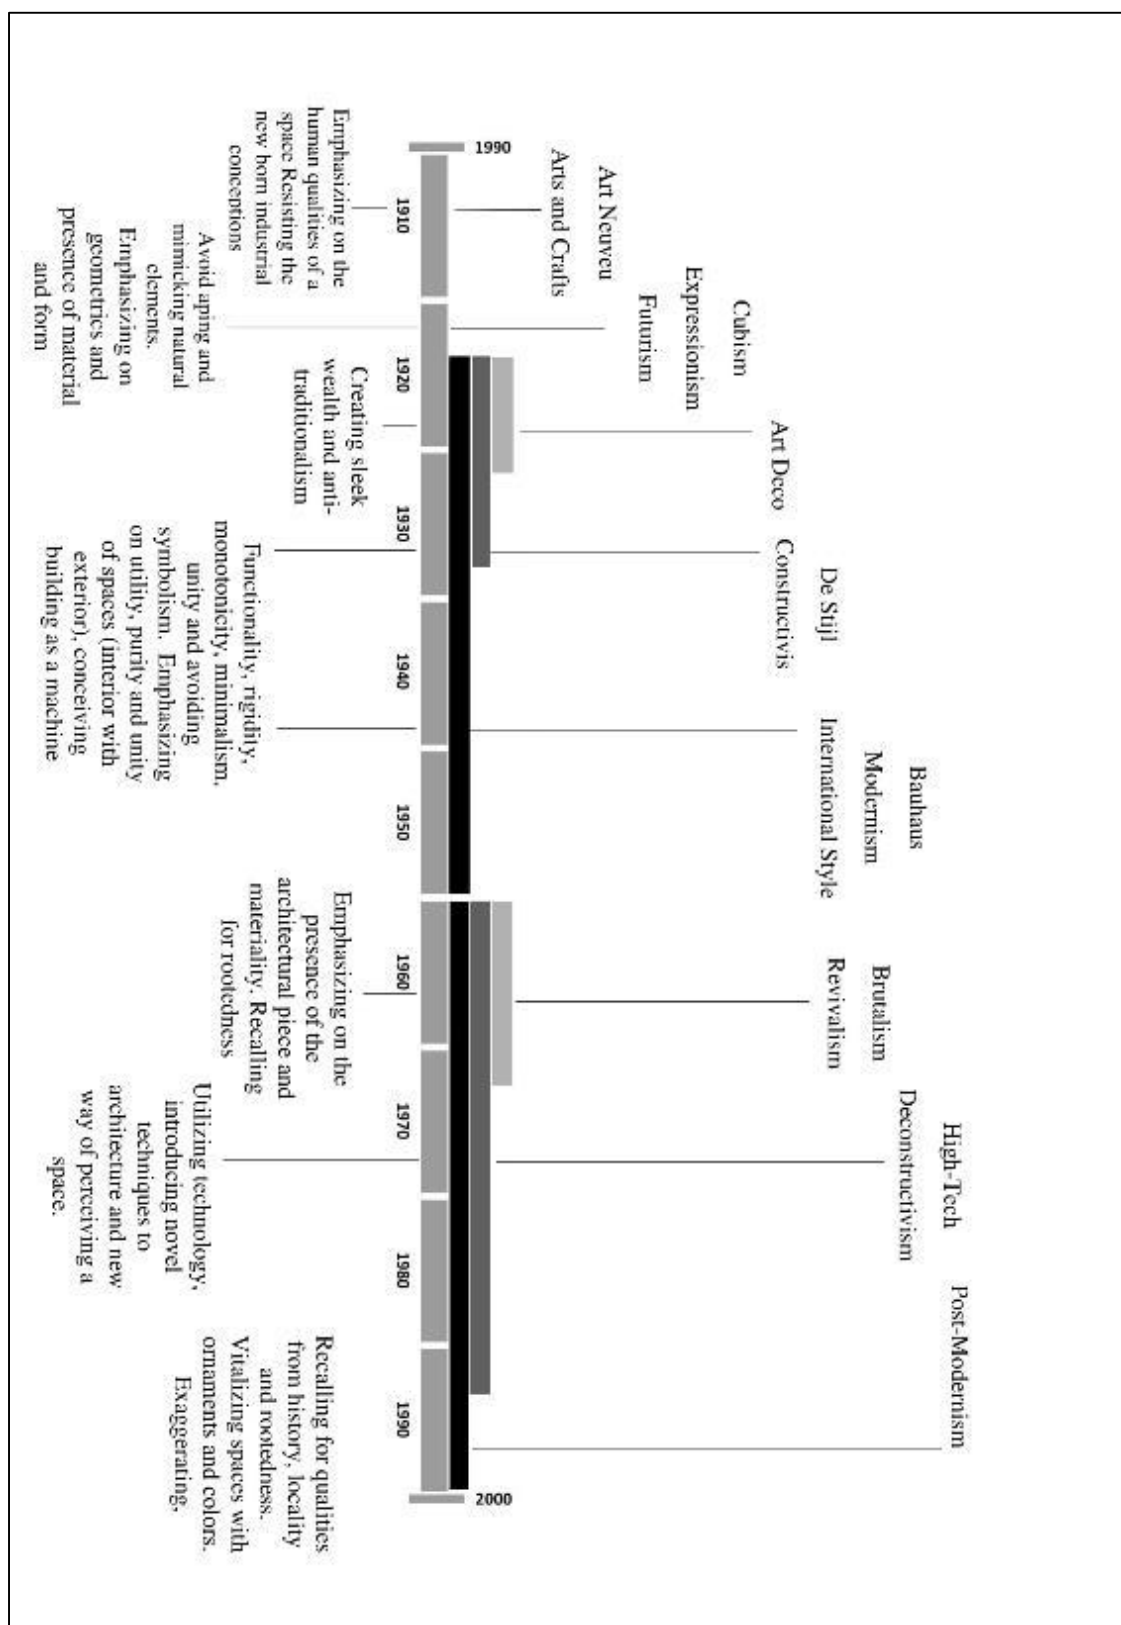 Art Neuveu
Arts and Crafts
Cubism
Expressionism
Futurism
Art Deco
De Stijl
Constructivis
Bauhaus
Modernism
International Style
Brutalism
Revivalism
High-Tech
Deconstructivism
Post-Modernism
1990
2000
1910
1920
1930
1940
1950
1960
1970
1980
1990
Emphasizing on the
human qualities of a
space Resisting the
new born industrial
conceptions
Avoid aping and
mimicking natural
elements.
Emphasizing on
geometrics and
presence of material
and form
Creating sleek
wealth and anti-
traditionalism
Functionality, rigidity,
monotonicity, minimalism,
unity and avoiding
symbolism. Emphasizing
on utility, purity and unity
of spaces (interior with
exterior), conceiving
building as a machine
Emphasizing on the
presence of the
architectural piece and
materiality. Recalling
for rootedness
Utilizing technology,
introducing novel
techniques to
architecture and new
way of perceiving a
space.
Recalling for qualities
from history, locality
and rootedness.
Vitalizing spaces with
ornaments and colors.
Exaggerating,